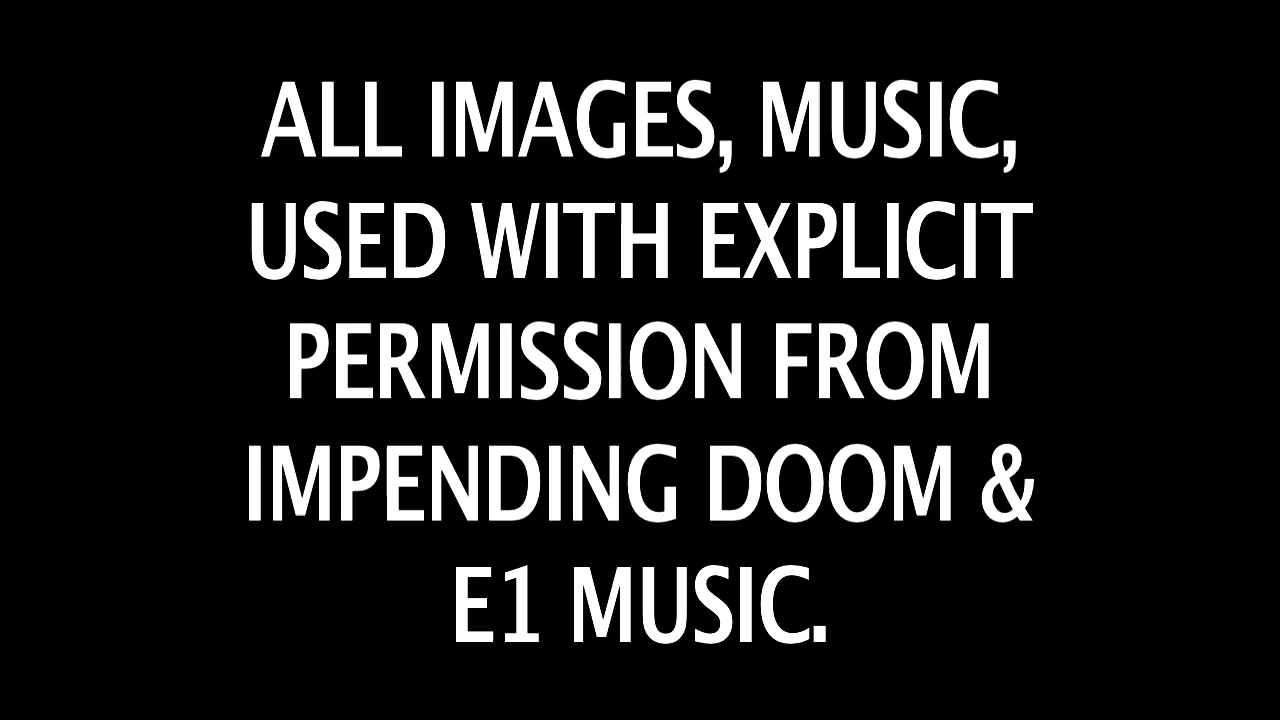 ALL IMAGES, MUSIC,
USED WITH EXPLICIT
PERMISSION FROM
IMPENDING DOOM &
E1 MUSIC.